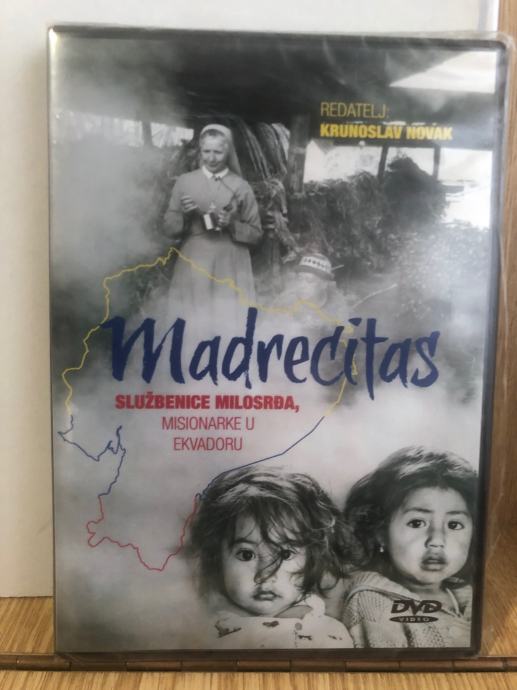 REDATELJ:
KRUNOSLAV NOVAK
Madrecitas
SLUŽBENICE MILOSRĐA,
MISIONARKE U
EKVADORU
DVD
VIDEO